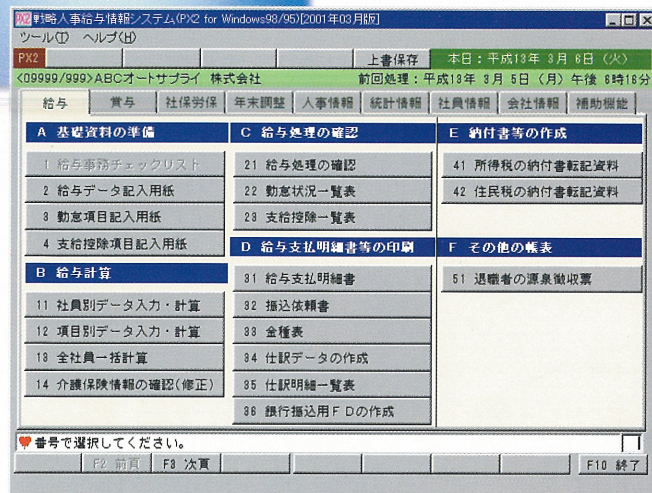 戦略人事給与情報システム(PX2 for Windows98/95)[2001年03月版]
ツール(T) ヘルプ(H)
PX2 上書保存 本日：平成13年 3月 6日（火）
<09999/999>ABCオートサプライ 株式会社 前回処理：平成13年 3月 5日（月）午後 6時16分
給与 賞与 社保労保 年末調整 人事情報 統計情報 社員情報 会社情報 補助機能
A 基礎資料の準備
1 給与事務チェックリスト
2 給与データ記入用紙
3 勤怠項目記入用紙
4 支給控除項目記入用紙
B 給与計算
11 社員別データ入力・計算
12 項目別データ入力・計算
13 全社員一括計算
14 介護保険情報の確認(修正)
C 給与処理の確認
21 給与処理の確認
22 勤怠状況一覧表
23 支給控除一覧表
D 給与支払明細書等の印刷
31 給与支払明細書
32 振込依頼書
33 金種表
34 仕訳データの作成
35 仕訳明細一覧表
36 銀行振込用FDの作成
E 納付書等の作成
41 所得税の納付書転記資料
42 住民税の納付書転記資料
F その他の帳表
51 退職者の源泉徴収票
番号で選択してください。
F2 前頁 F3 次頁 F10 終了